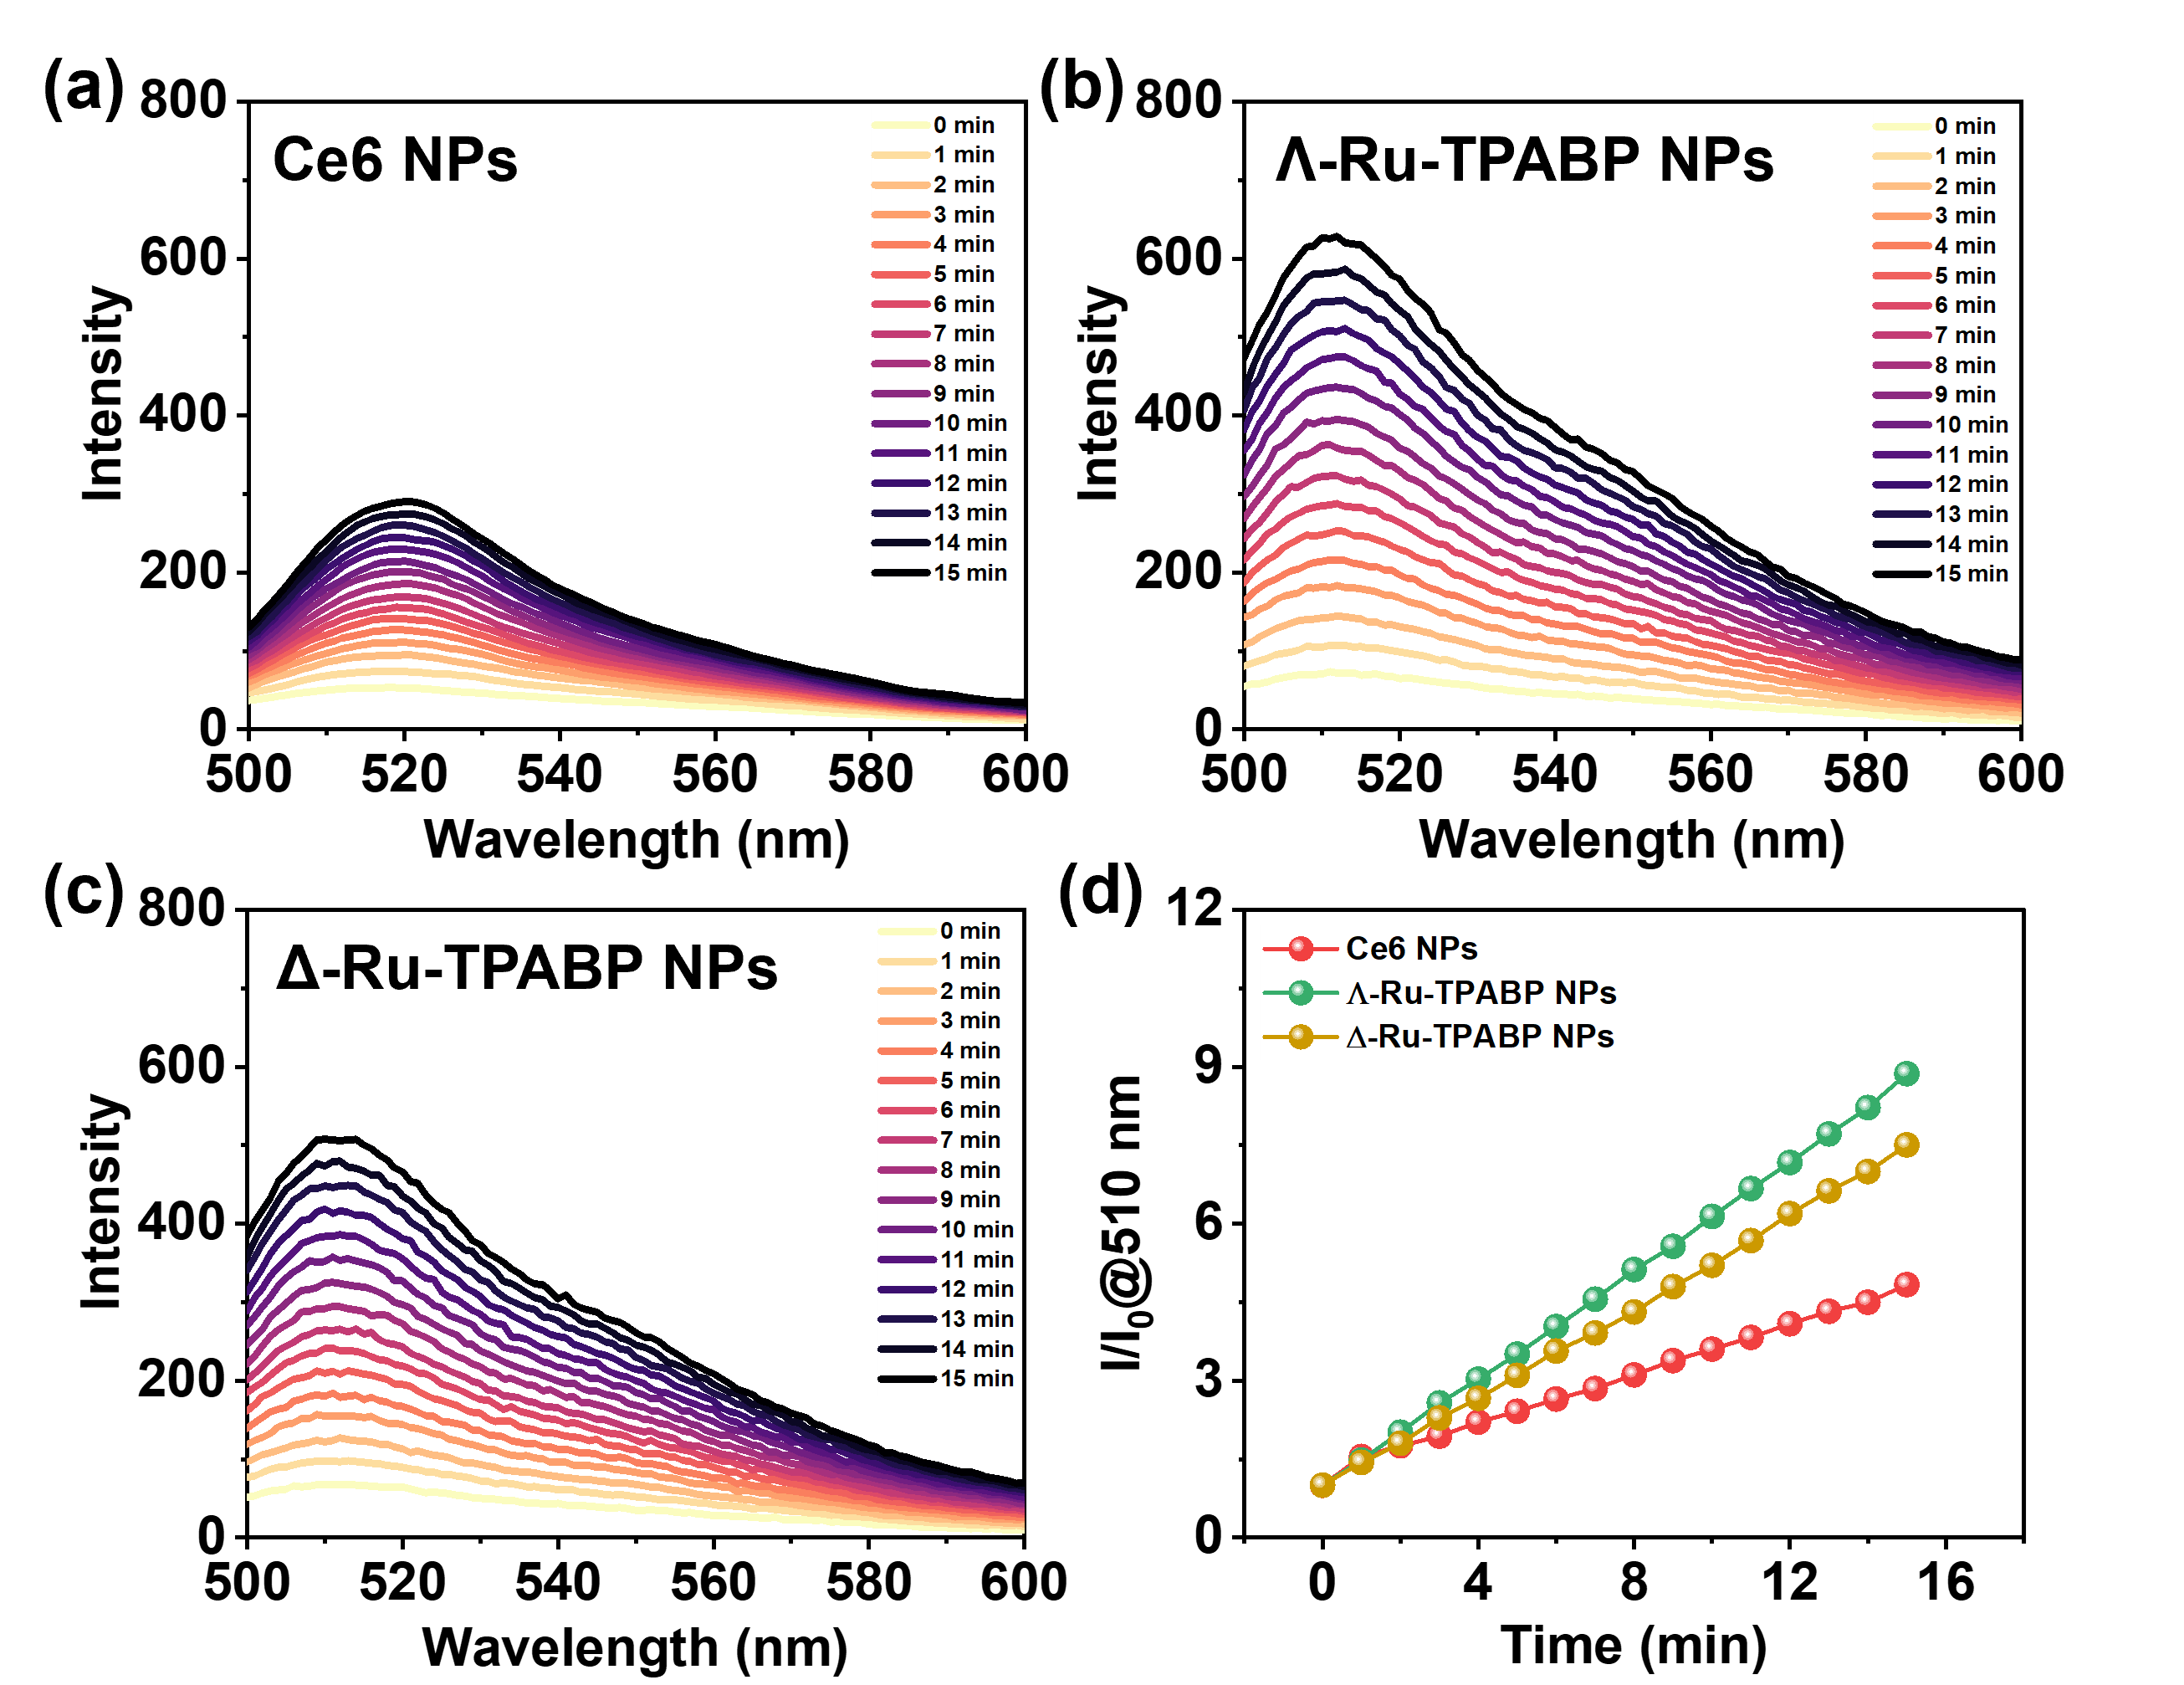 (a)
800
600
400
200
0
Intensity
Ce6 NPs
0 min
1 min
2 min
3 min
4 min
5 min
6 min
7 min
8 min
9 min
10 min
11 min
12 min
13 min
14 min
15 min
500 520 540 560 580 600
Wavelength (nm)
(b)
800
600
400
200
0
Intensity
Λ-Ru-TPABP NPs
0 min
1 min
2 min
3 min
4 min
5 min
6 min
7 min
8 min
9 min
10 min
11 min
12 min
13 min
14 min
15 min
500 520 540 560 580 600
Wavelength (nm)
(c)
800
600
400
200
0
Intensity
Δ-Ru-TPABP NPs
0 min
1 min
2 min
3 min
4 min
5 min
6 min
7 min
8 min
9 min
10 min
11 min
12 min
13 min
14 min
15 min
500 520 540 560 580 600
Wavelength (nm)
(d)
12
9
6
3
0
I/I₀@510 nm
Ce6 NPs
Λ-Ru-TPABP NPs
Δ-Ru-TPABP NPs
0 4 8 12 16
Time (min)